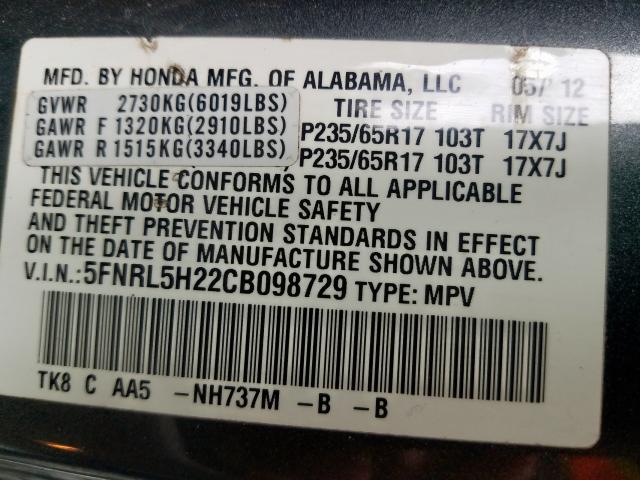 MFD. BY HONDA MFG. OF ALABAMA, LLC 05/12
GVWR 2730KG(6019LBS) TIRE SIZE RIM SIZE
GAWR F 1320KG(2910LBS) P235/65R17 103T 17X7J
GAWR R 1515KG(3340LBS) P235/65R17 103T 17X7J
THIS VEHICLE CONFORMS TO ALL APPLICABLE
FEDERAL MOTOR VEHICLE SAFETY
AND THEFT PREVENTION STANDARDS IN EFFECT
ON THE DATE OF MANUFACTURE SHOWN ABOVE.
V.I.N.:5FNRL5H22CB098729 TYPE: MPV
TK8 C AA5 -NH737M -B -B